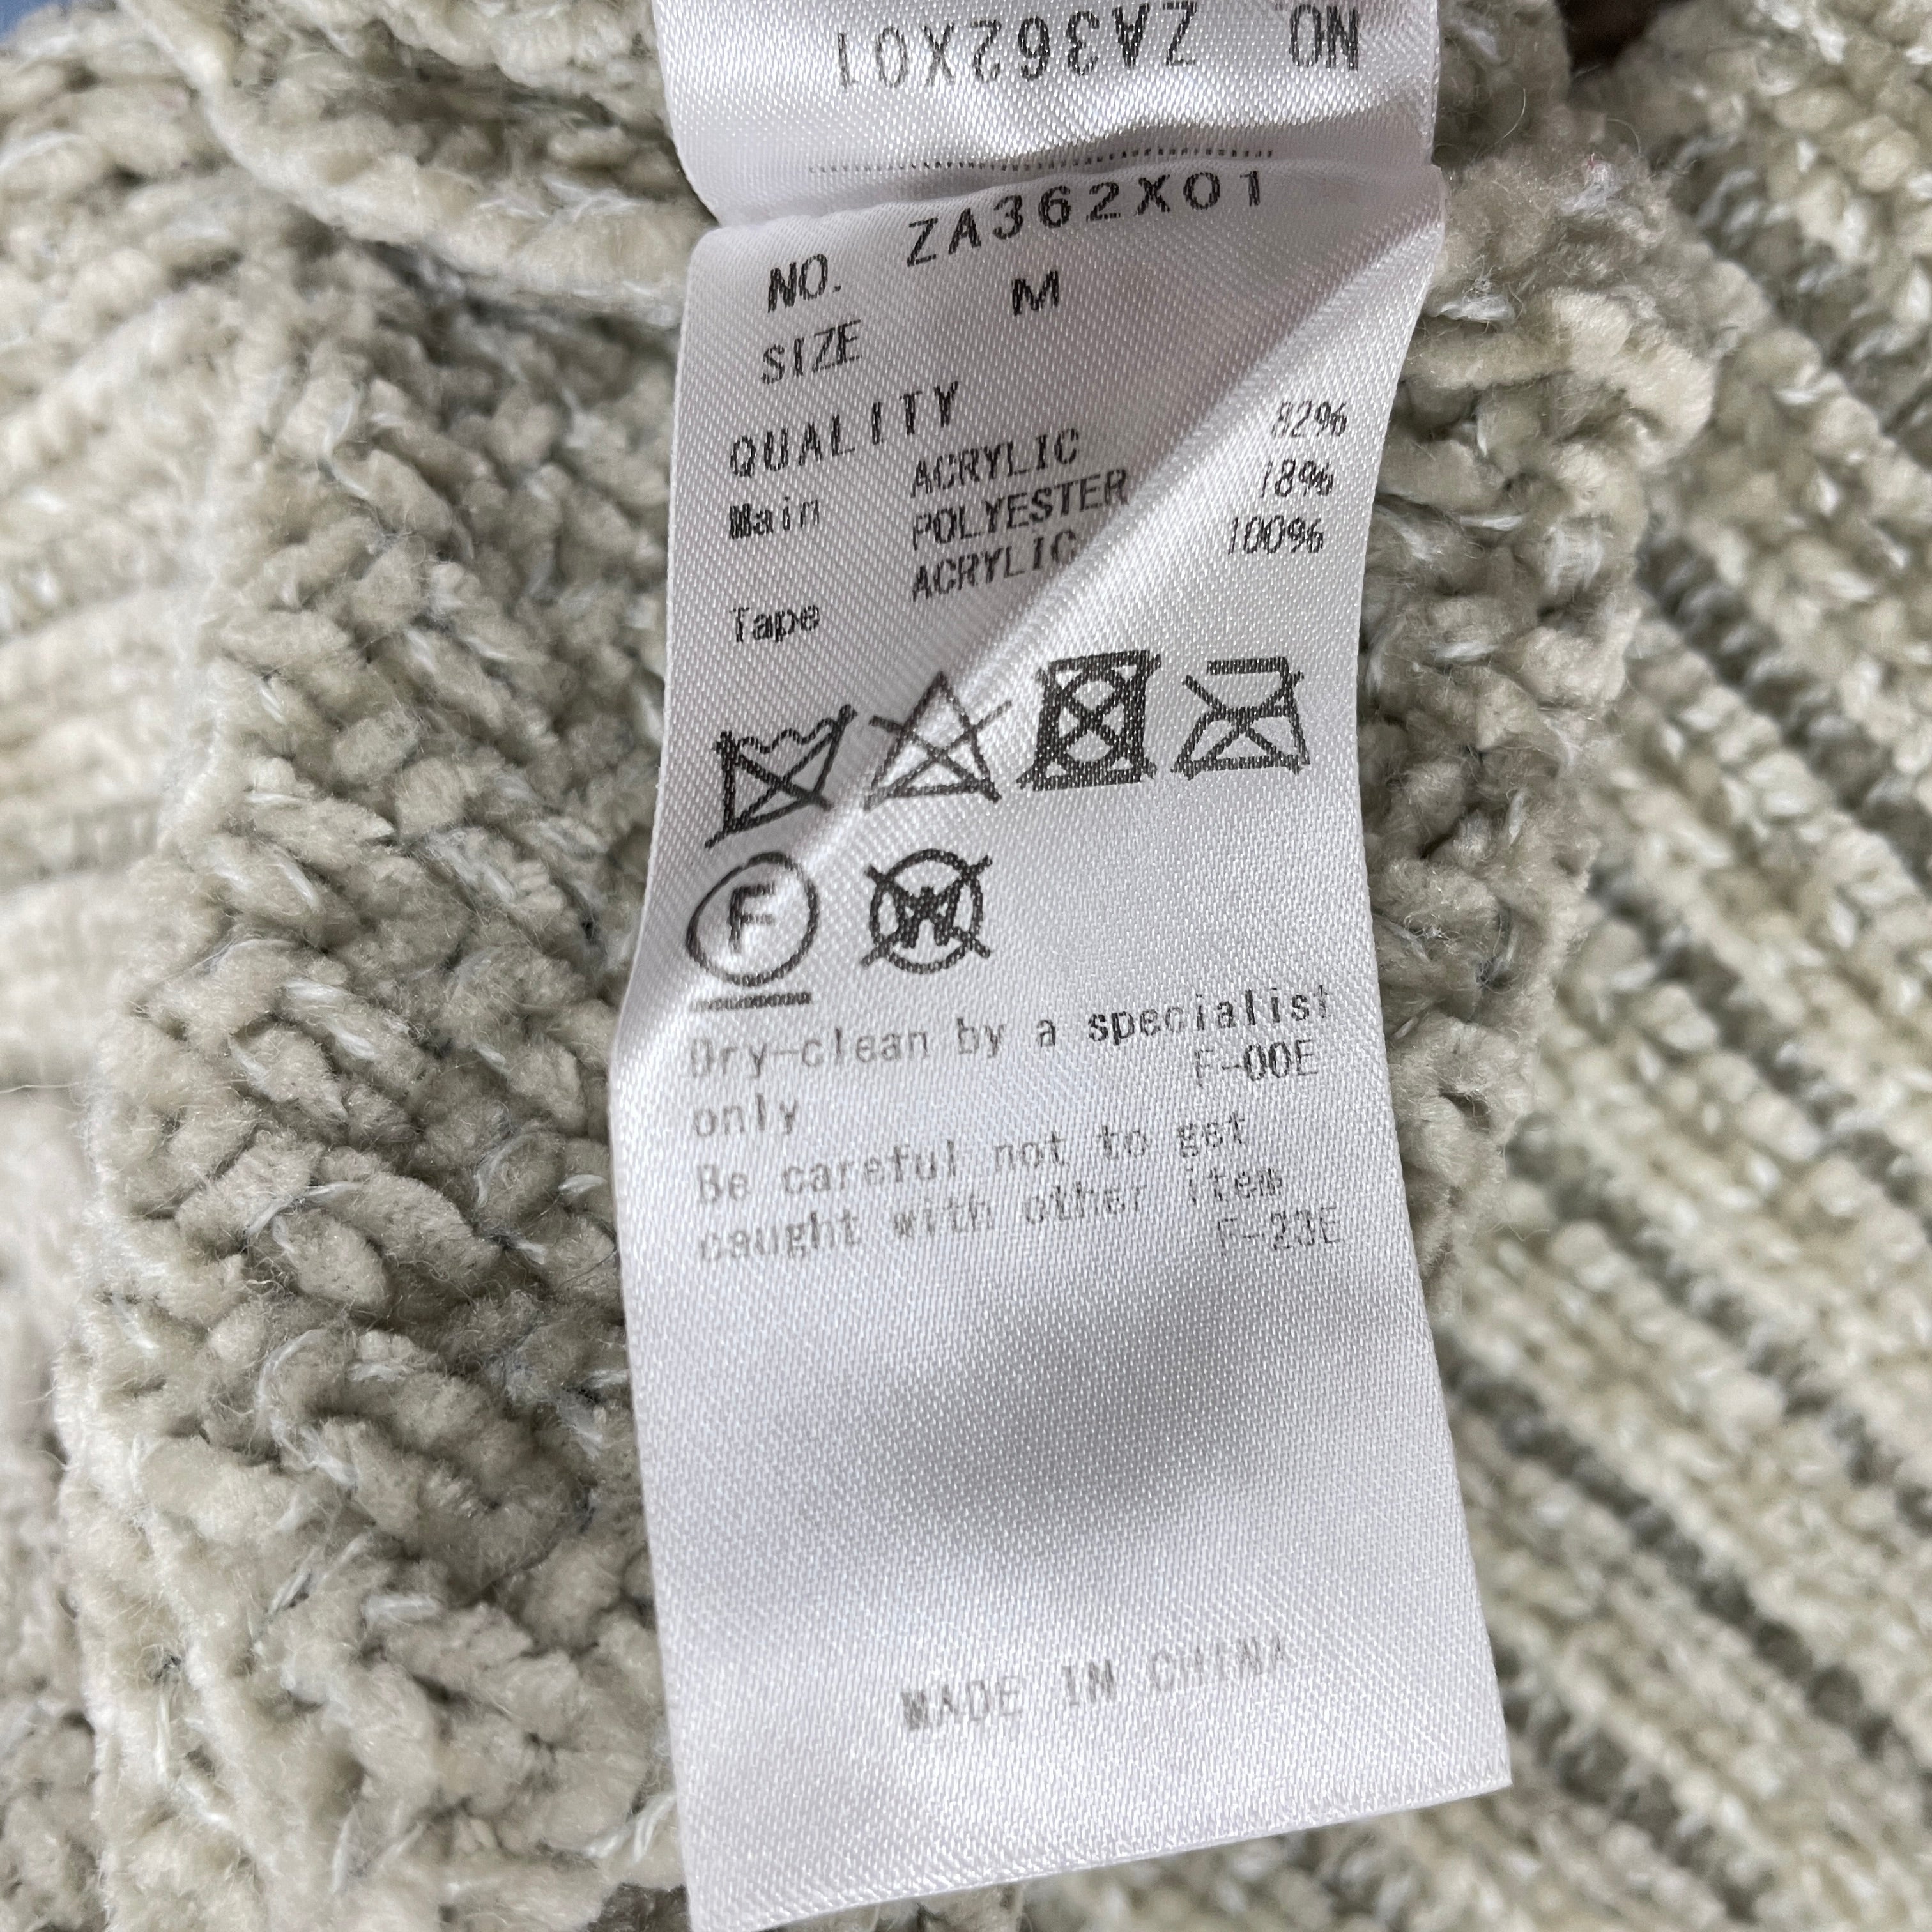 NO. ZA362X01
NO. ZA362X01
SIZE M
QUALITY
Main ACRYLIC 82%
POLYESTER 18%
Tape ACRYLIC 100%
F
W
Dry-clean by a specialist
only F-00E
Be careful not to get
caught with other item
F-23E
MADE IN CHINA